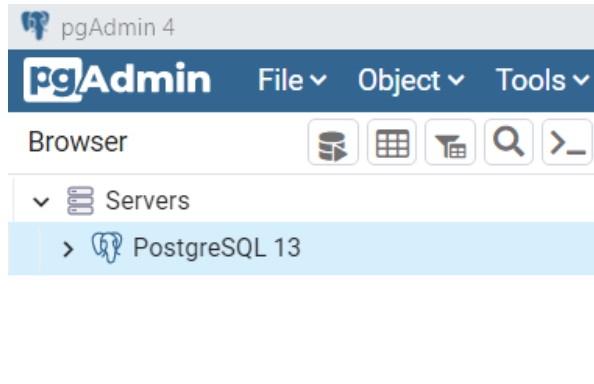 pgAdmin 4
pgAdmin File Object Tools
Browser
Servers
PostgreSQL 13